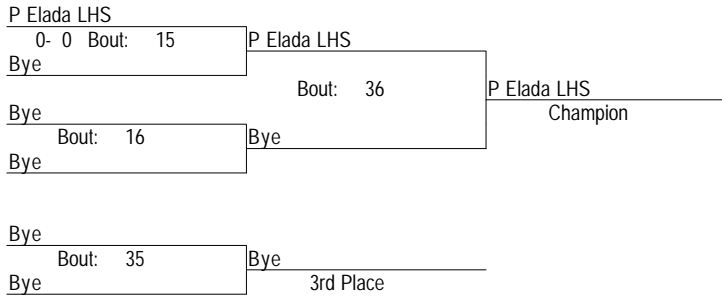 P Elada LHS
0- 0 Bout: 15
P Elada LHS
Bye
Bout: 36
P Elada LHS
Bye
Champion
Bout: 16
Bye
Bye
Bye
Bout: 35
Bye
Bye
3rd Place